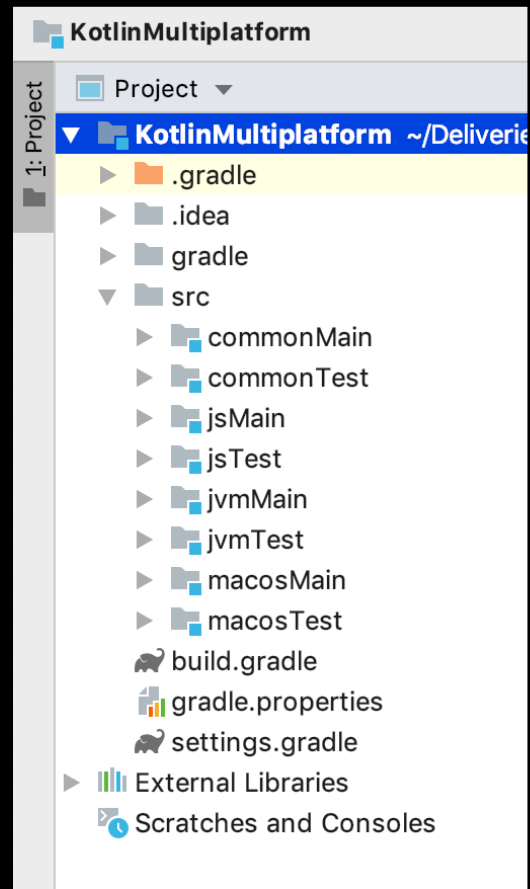 KotlinMultiplatform
1: Project
Project
KotlinMultiplatform ~/Deliverie
.gradle
.idea
gradle
src
commonMain
commonTest
jsMain
jsTest
jvmMain
jvmTest
macosMain
macosTest
build.gradle
gradle.properties
settings.gradle
External Libraries
Scratches and Consoles